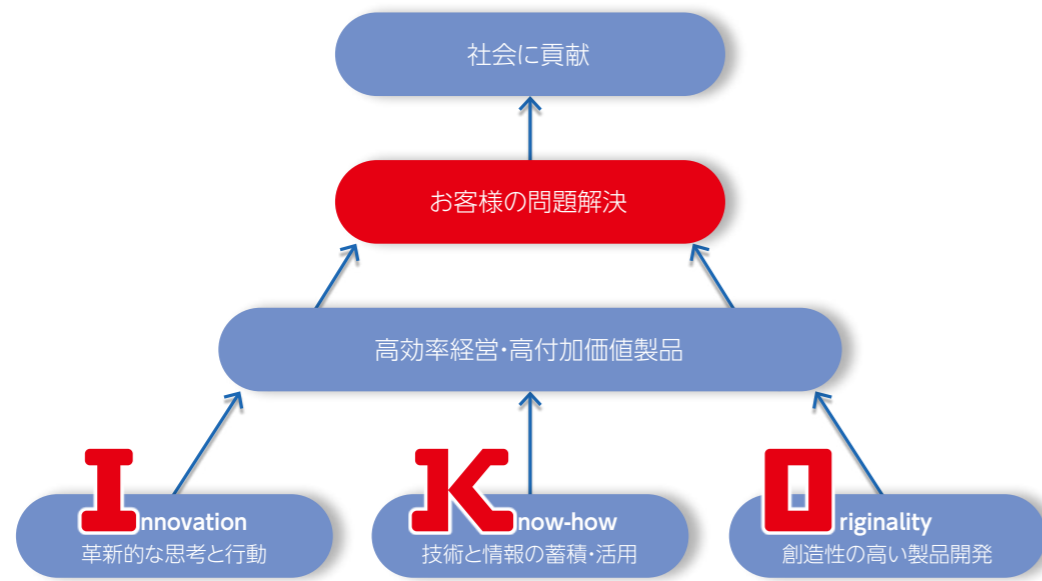 社会に貢献
お客様の問題解決
高効率経営・高付加価値製品
Innovation
革新的な思考と行動
Know-how
技術と情報の蓄積・活用
Originality
創造性の高い製品開発